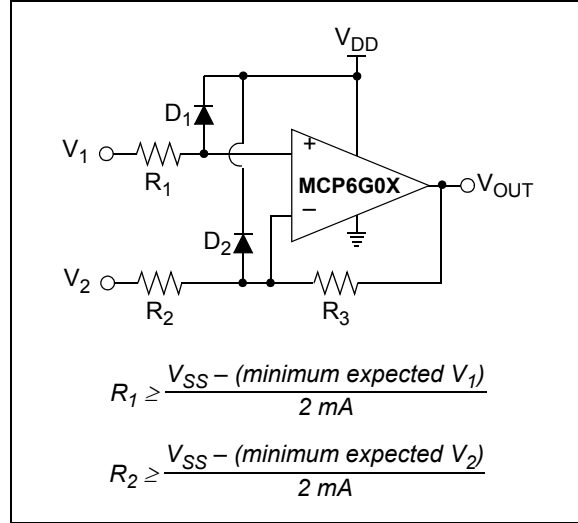 V_DD
D_1
V_1
R_1
+
MCP6G0X
−
V_OUT
D_2
V_2
R_2
R_3
R_1 ≥ V_SS – (minimum expected V_1) / 2 mA
R_2 ≥ V_SS – (minimum expected V_2) / 2 mA